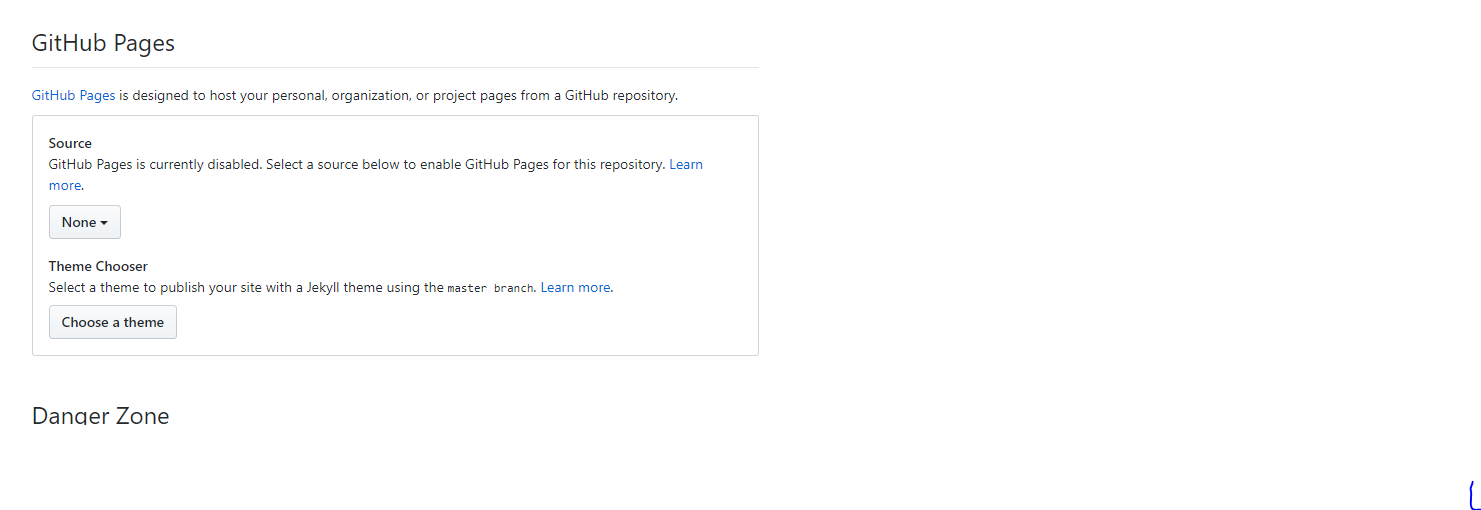 GitHub Pages
GitHub Pages is designed to host your personal, organization, or project pages from a GitHub repository.
Source
GitHub Pages is currently disabled. Select a source below to enable GitHub Pages for this repository. Learn
more.
None
Theme Chooser
Select a theme to publish your site with a Jekyll theme using the master branch. Learn more.
Choose a theme
Danger Zone